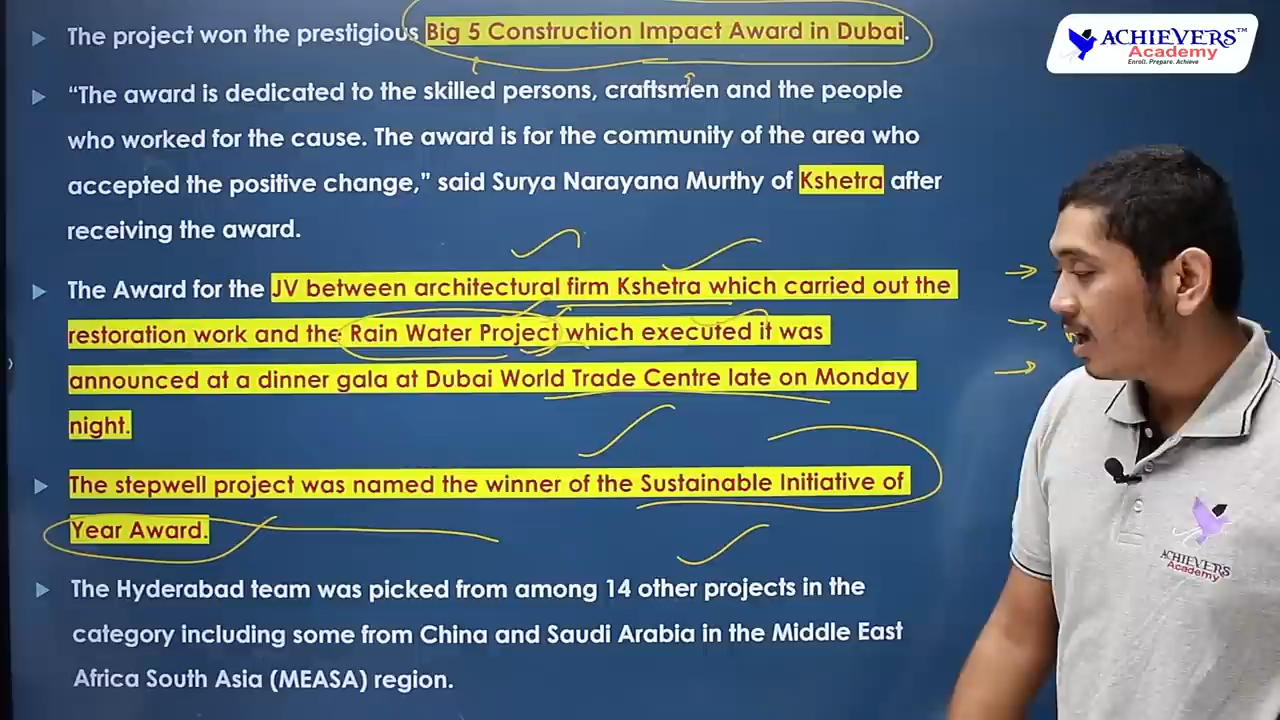 The project won the prestigious Big 5 Construction Impact Award in Dubai.
ACHIEVERS™
Academy
Enroll. Prepare. Achieve
“The award is dedicated to the skilled persons, craftsmen and the people
who worked for the cause. The award is for the community of the area who
accepted the positive change,” said Surya Narayana Murthy of Kshetra after
receiving the award.
The Award for the JV between architectural firm Kshetra which carried out the
restoration work and the Rain Water Project which executed it was
announced at a dinner gala at Dubai World Trade Centre late on Monday
night.
The stepwell project was named the winner of the Sustainable Initiative of
Year Award.
ACHIEVERS
Academy
The Hyderabad team was picked from among 14 other projects in the
category including some from China and Saudi Arabia in the Middle East
Africa South Asia (MEASA) region.